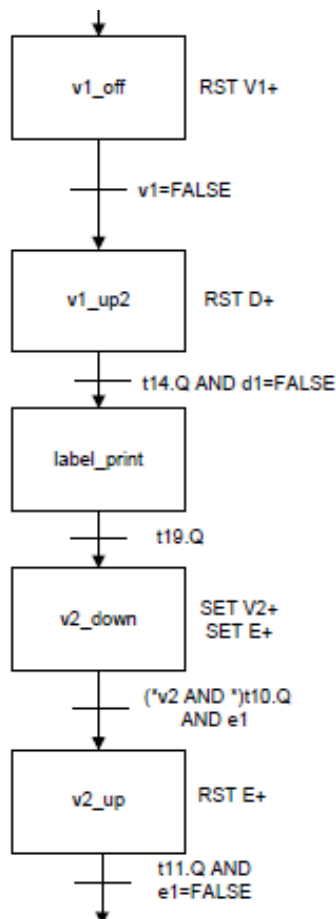 v1_off
RST V1+
v1=FALSE
v1_up2
RST D+
t14.Q AND d1=FALSE
label_print
t19.Q
v2_down
SET V2+
SET E+
(*v2 AND *)t10.Q
AND e1
v2_up
RST E+
t11.Q AND
e1=FALSE